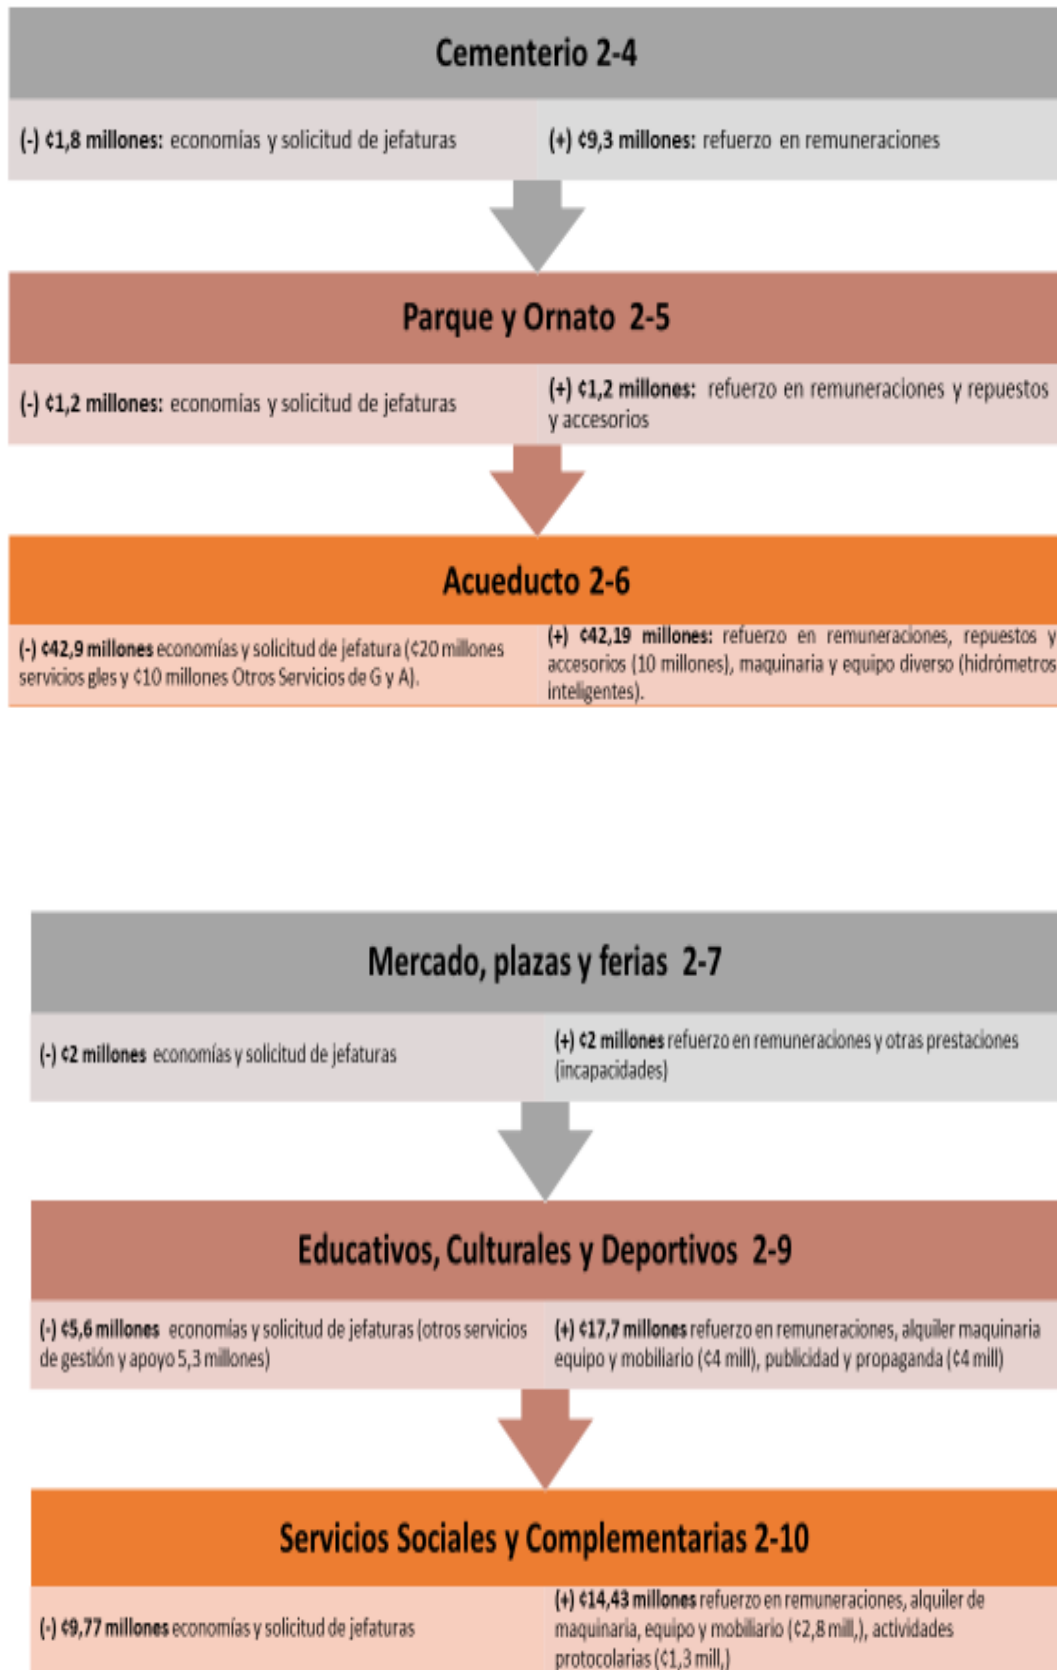 Cementerio 2-4
(-) ¢1,8 millones: economías y solicitud de jefaturas
(+) ¢9,3 millones: refuerzo en remuneraciones
Parque y Ornato 2-5
(-) ¢1,2 millones: economías y solicitud de jefaturas
(+) ¢1,2 millones: refuerzo en remuneraciones y repuestos
y accesorios
Acueducto 2-6
(-) ¢42,9 millones economías y solicitud de jefatura (¢20 millones
servicios gles y ¢10 millones Otros Servicios de G y A).
(+) ¢42,19 millones: refuerzo en remuneraciones, repuestos y
accesorios (10 millones), maquinaria y equipo diverso (hidrómetros
inteligentes).
Mercado, plazas y ferias 2-7
(-) ¢2 millones economías y solicitud de jefaturas
(+) ¢2 millones refuerzo en remuneraciones y otras prestaciones
(incapacidades)
Educativos, Culturales y Deportivos 2-9
(-) ¢5,6 millones economías y solicitud de jefaturas (otros servicios
de gestión y apoyo 5,3 millones)
(+) ¢17,7 millones refuerzo en remuneraciones, alquiler maquinaria
equipo y mobiliario (¢4 mill), publicidad y propaganda (¢4 mill)
Servicios Sociales y Complementarias 2-10
(-) ¢9,77 millones economías y solicitud de jefaturas
(+) ¢14,43 millones refuerzo en remuneraciones, alquiler de
maquinaria, equipo y mobiliario (¢2,8 mill,), actividades
protocolarias (¢1,3 mill,)